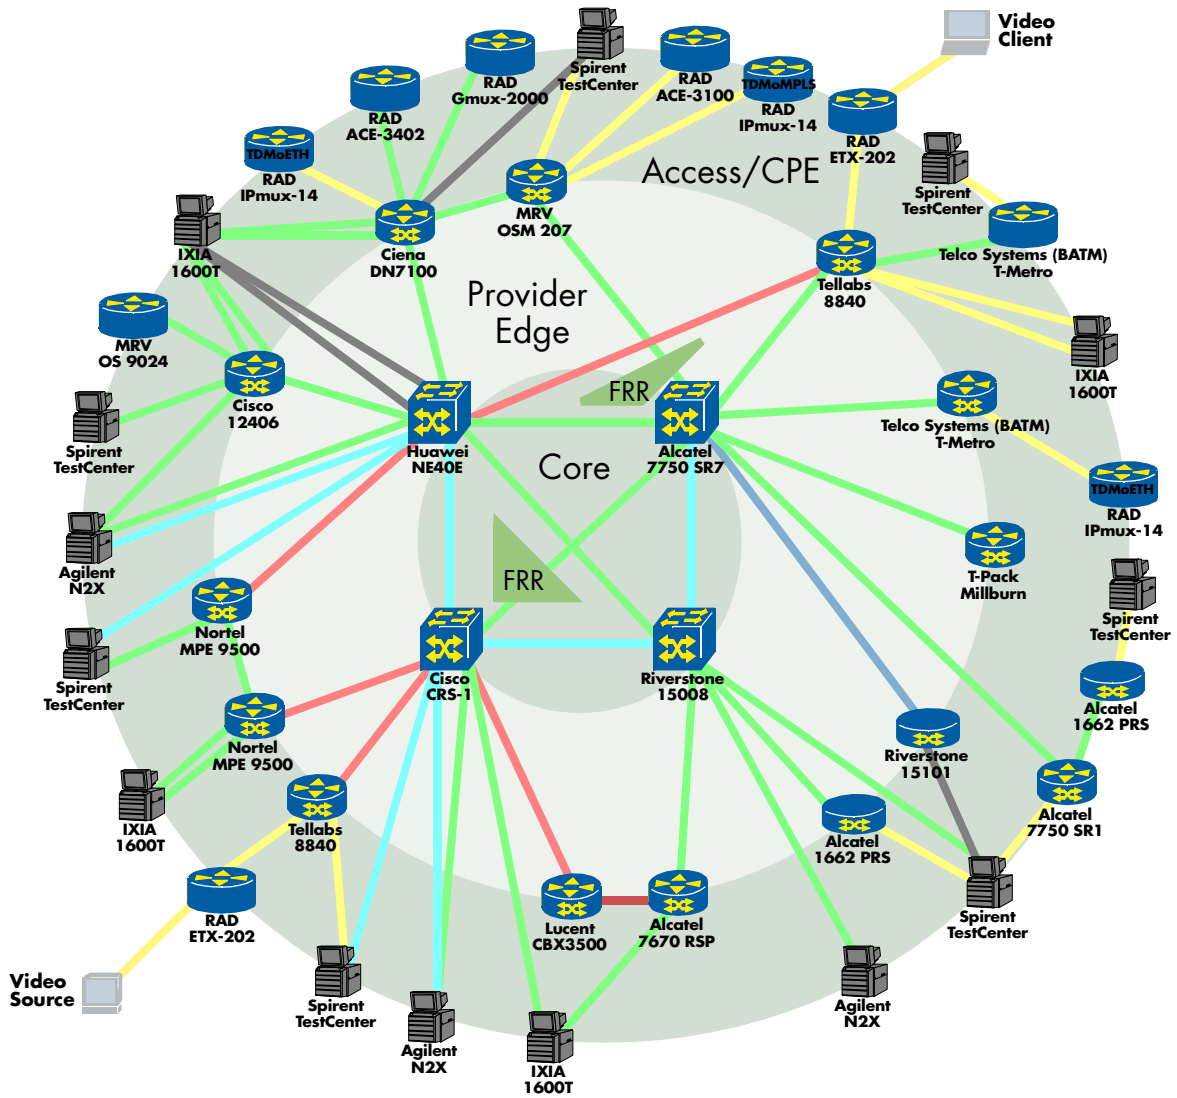 Video
Client
Spirent
TestCenter
RAD
Gmux-2000
RAD
ACE-3100
RAD
ACE-3402
TDMoMPLS
RAD
IPmux-14
RAD
ETX-202
TDMoETH
RAD
IPmux-14
Access/CPE
Spirent
TestCenter
MRV
OSM 207
IXIA
1600T
Ciena
DN7100
Telco Systems (BATM)
T-Metro
Tellabs
8840
Provider
Edge
MRV
OS 9024
IXIA
1600T
Cisco
12406
FRR
Spirent
TestCenter
Huawei
NE40E
Alcatel
7750 SR7
Telco Systems (BATM)
T-Metro
Core
TDMoETH
RAD
IPmux-14
Agilent
N2X
FRR
T-Pack
Millburn
Spirent
TestCenter
Nortel
MPE 9500
Spirent
TestCenter
Cisco
CRS-1
Riverstone
15008
Alcatel
1662 PRS
Nortel
MPE 9500
Riverstone
15101
IXIA
1600T
Tellabs
8840
Alcatel
1662 PRS
Alcatel
7750 SR1
RAD
ETX-202
Lucent
CBX3500
Alcatel
7670 RSP
Spirent
TestCenter
Video
Source
Spirent
TestCenter
Agilent
N2X
Agilent
N2X
IXIA
1600T